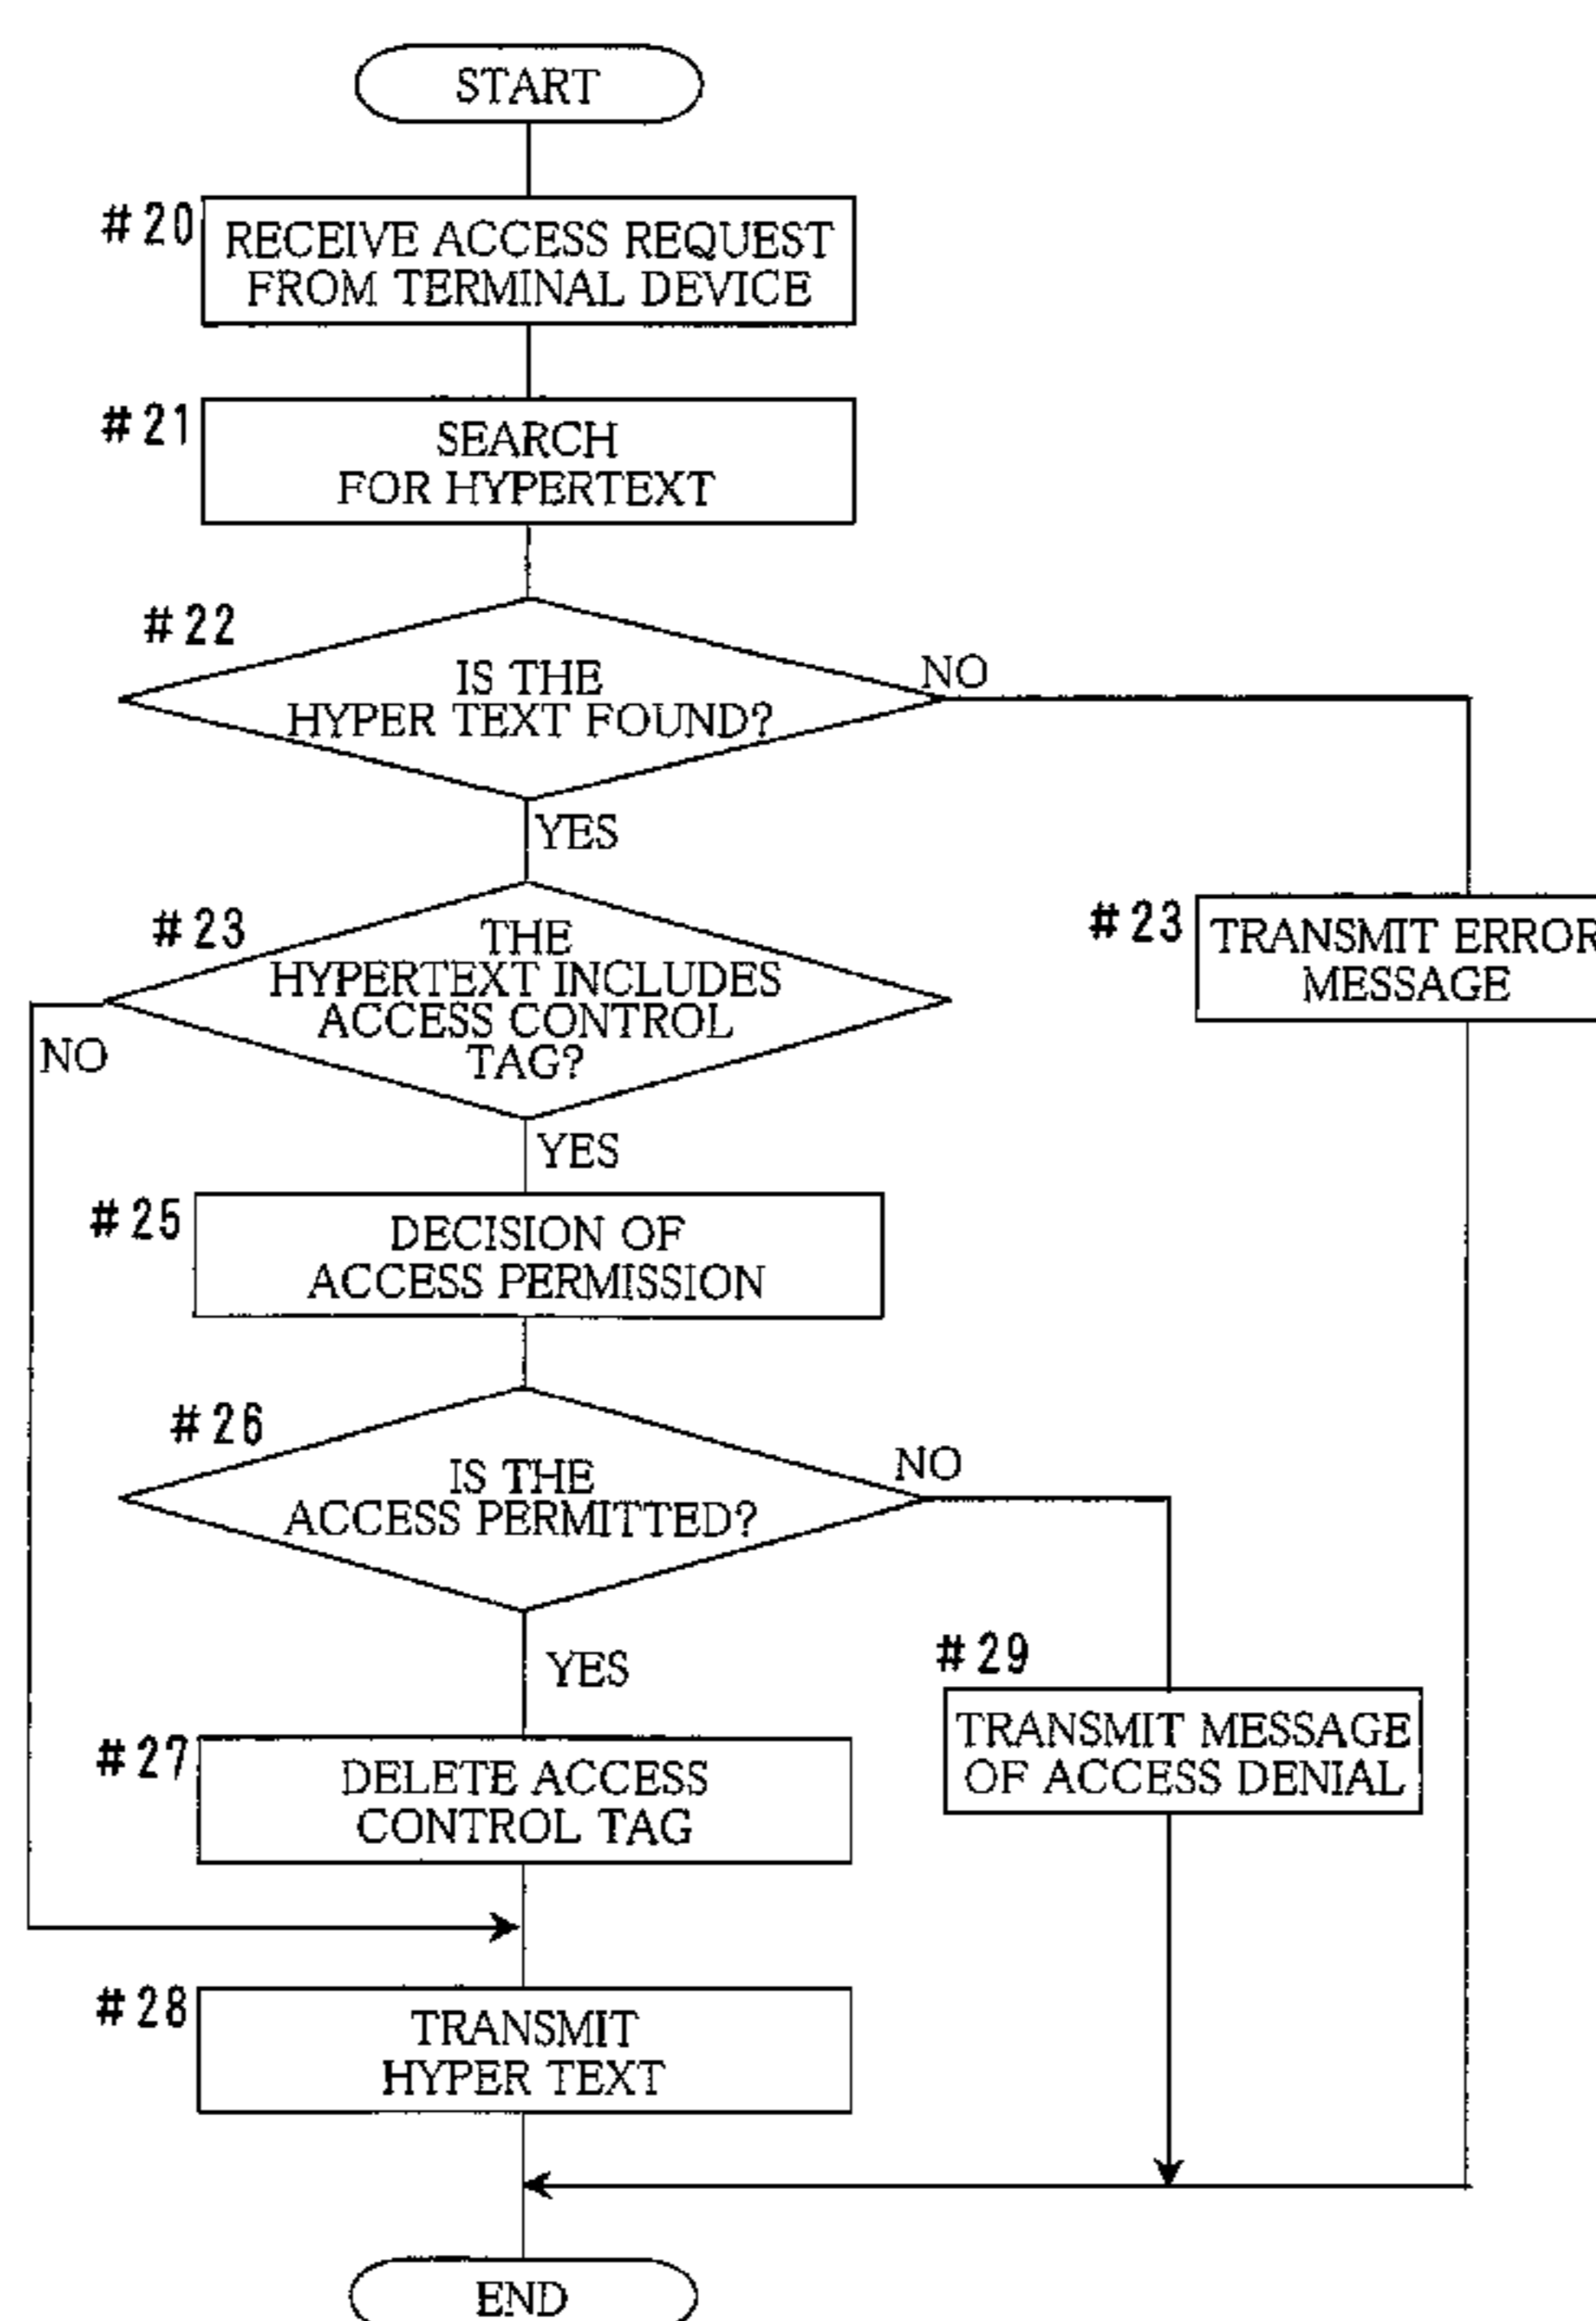 START
#20
RECEIVE ACCESS REQUEST
FROM TERMINAL DEVICE
#21
SEARCH
FOR HYPERTEXT
#22
IS THE
HYPER TEXT FOUND?
NO
YES
#23
THE
HYPERTEXT INCLUDES
ACCESS CONTROL
TAG?
NO
YES
#23
TRANSMIT ERROR
MESSAGE
#25
DECISION OF
ACCESS PERMISSION
#26
IS THE
ACCESS PERMITTED?
NO
YES
#29
TRANSMIT MESSAGE
OF ACCESS DENIAL
#27
DELETE ACCESS
CONTROL TAG
#28
TRANSMIT
HYPER TEXT
END